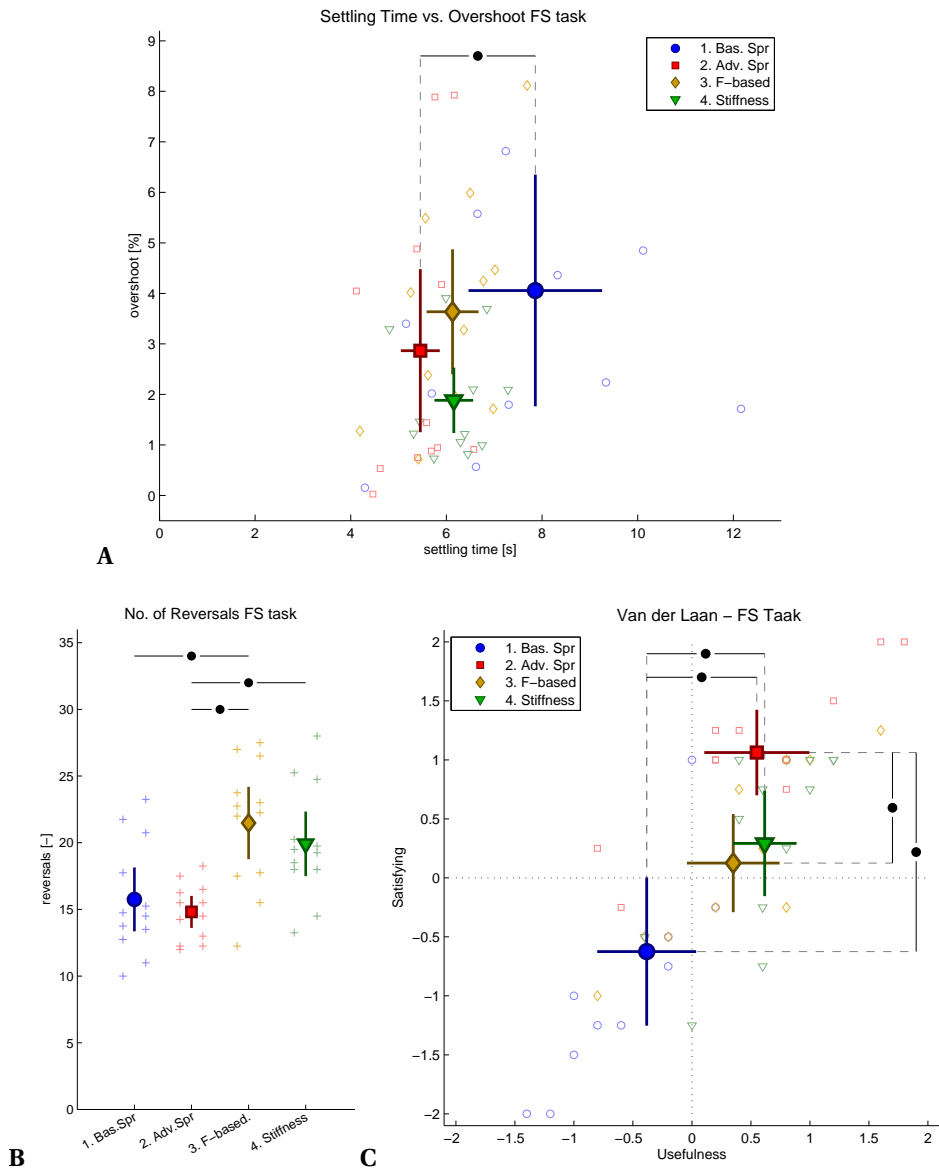 Settling Time vs. Overshoot FS task
9
8
7
6
5
4
3
2
1
0
overshoot [%]
1. Bas. Spr
2. Adv. Spr
3. F−based
4. Stiffness
0 2 4 6 8 10 12
settling time [s]
A
No. of Reversals FS task
35
30
25
20
15
10
5
0
reversals [−]
1. Bas.Spr
2. Adv.Spr
3. F−based.
4. Stiffness
B
Van der Laan − FS Taak
2
1.5
1
0.5
0
−0.5
−1
−1.5
−2
Satisfying
1. Bas. Spr
2. Adv. Spr
3. F−based
4. Stiffness
−2 −1.5 −1 −0.5 0 0.5 1 1.5 2
Usefulness
C